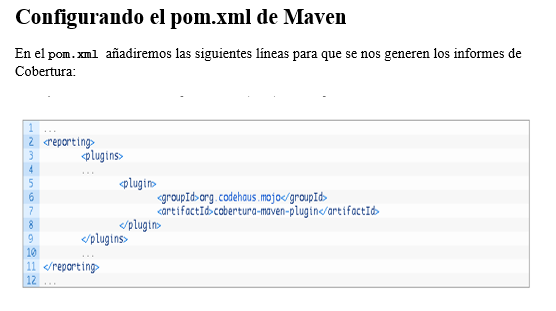 Configurando el pom.xml de Maven
En el pom.xml añadiremos las siguientes líneas para que se nos generen los informes de
Cobertura:
1 ...
2 <reporting>
3 <plugins>
4 ...
5 <plugin>
6 <groupId>org.codehaus.mojo</groupId>
7 <artifactId>cobertura-maven-plugin</artifactId>
8 </plugin>
9 </plugins>
10 ...
11 </reporting>
12 ...